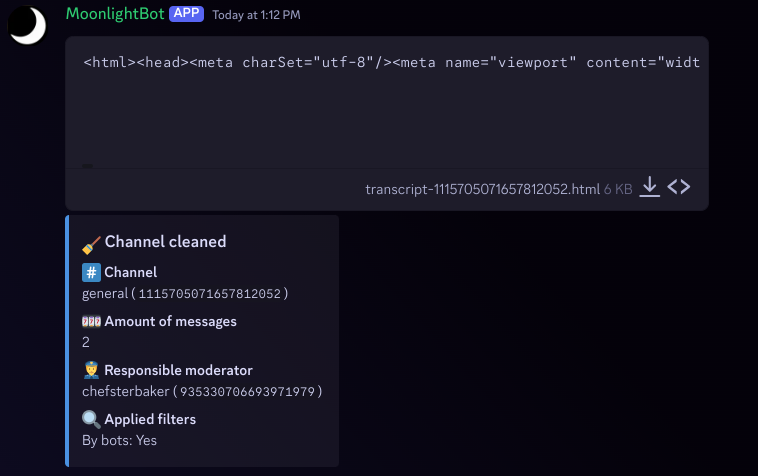 MoonlightBot APP Today at 1:12 PM
<html><head><meta charSet="utf-8"/><meta name="viewport" content="widt
transcript-1115705071657812052.html 6 KB
Channel cleaned
# Channel
general (1115705071657812052)
Amount of messages
2
Responsible moderator
chefsterbaker (935330706693971979)
Applied filters
By bots: Yes